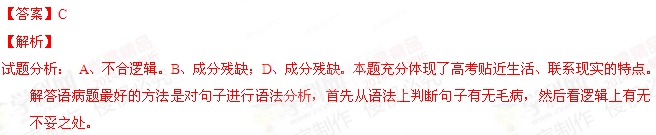 【答案】C
【解析】
试题分析： A、不合逻辑。B、成分残缺；D、成分残缺。本题充分体现了高考贴近生活、联系现实的特点。
解答语病题最好的方法是对句子进行语法分析，首先从语法上判断句子有无毛病，然后看逻辑上有无
不妥之处。